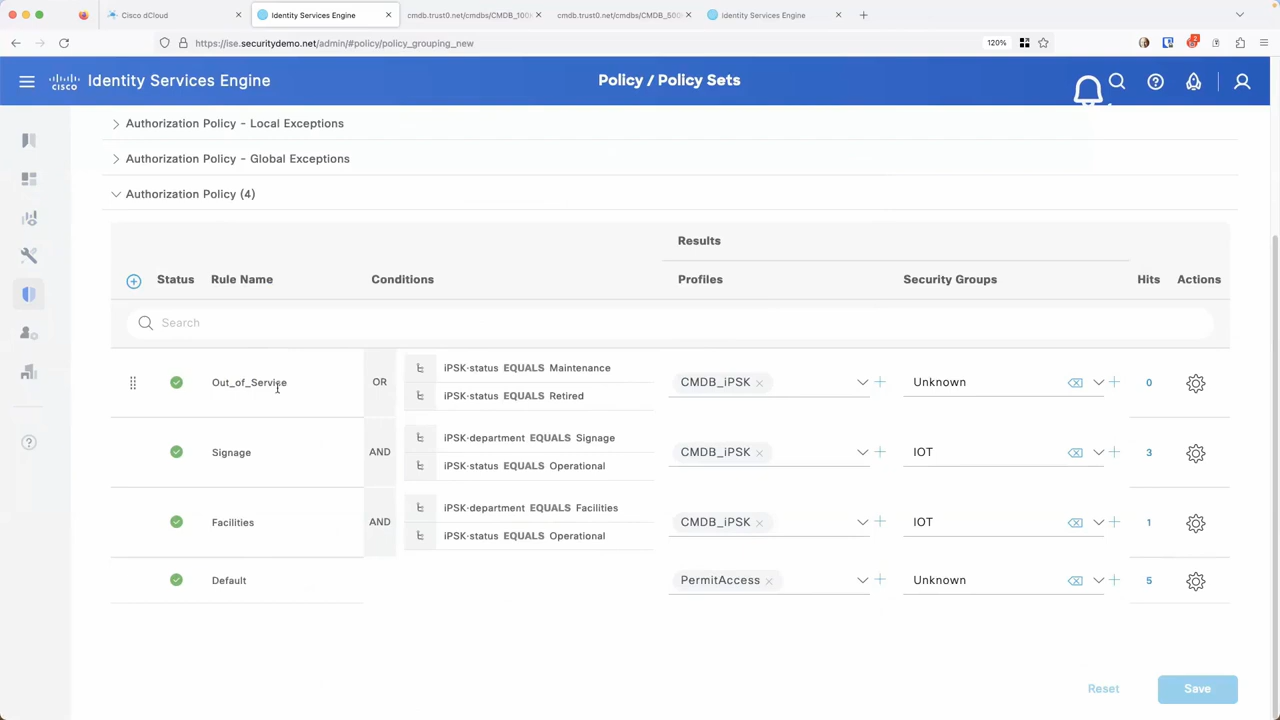 Cisco dCloud
Identity Services Engine
cmdb.trust0.net/cmdbs/CMDB_100
cmdb.trust0.net/cmdbs/CMDB_500
Identity Services Engine
https://ise.securitydemo.net/admin/#policy/policy_grouping_new
120%
2
cisco Identity Services Engine
Policy / Policy Sets
Authorization Policy - Local Exceptions
Authorization Policy - Global Exceptions
Authorization Policy (4)
Results
Status Rule Name Conditions Profiles Security Groups Hits Actions
Search
Out_of_Service OR iPSK·status EQUALS Maintenance
iPSK·status EQUALS Retired
CMDB_iPSK Unknown 0
Signage AND iPSK·department EQUALS Signage
iPSK·status EQUALS Operational
CMDB_iPSK IOT 3
Facilities AND iPSK·department EQUALS Facilities
iPSK·status EQUALS Operational
CMDB_iPSK IOT 1
Default PermitAccess Unknown 5
Reset Save